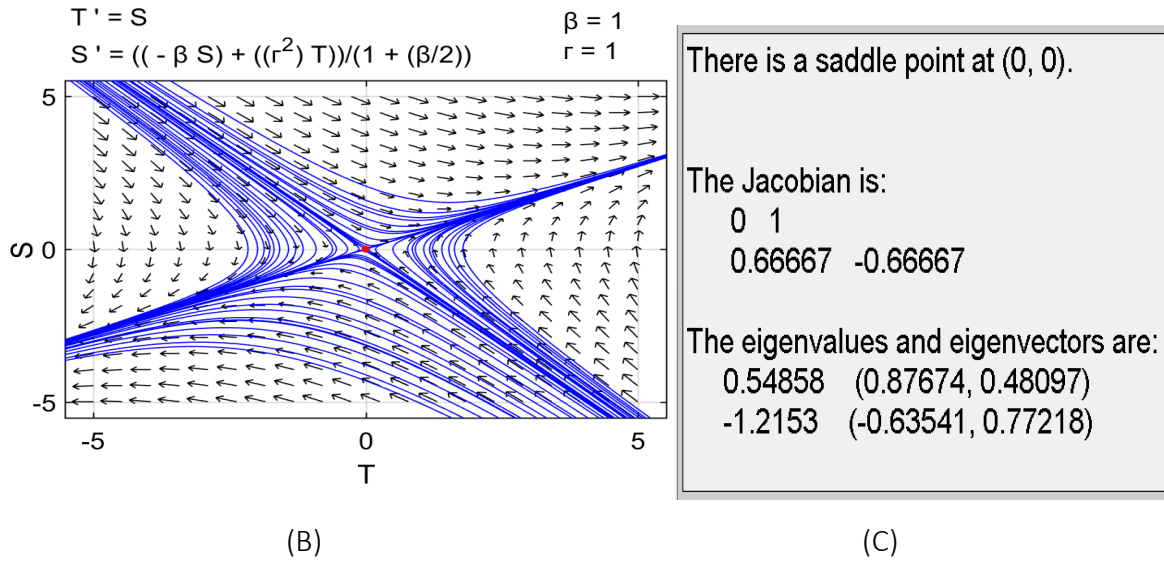 T ' = S
S ' = (( - β S) + ((r²) T))/(1 + (β/2))
β = 1
r = 1
5
0
-5
S
-5
0
5
T
(B)
There is a saddle point at (0, 0).
The Jacobian is:
0 1
0.66667 -0.66667
The eigenvalues and eigenvectors are:
0.54858 (0.87674, 0.48097)
-1.2153 (-0.63541, 0.77218)
(C)